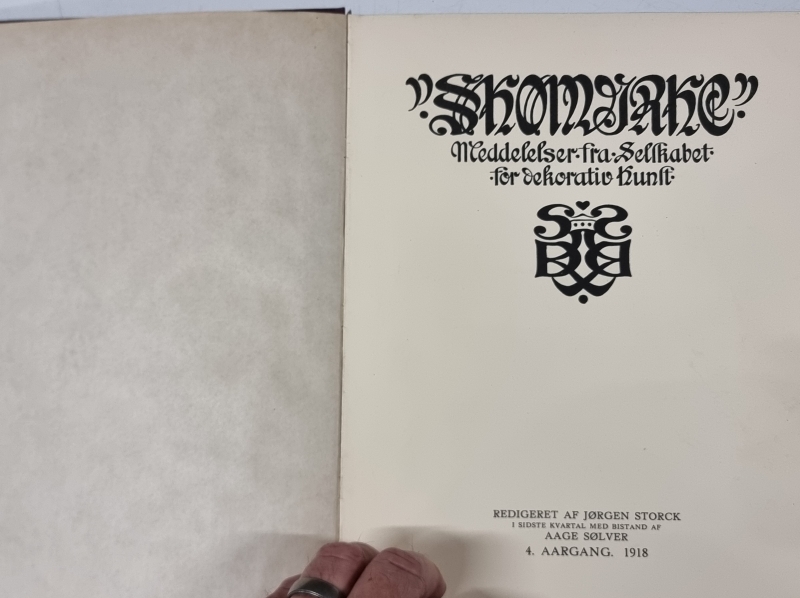 "SKØNVIRKE"
Meddelelser·fra·Selskabet·
·for dekorativ Kunst·
REDIGERET AF JØRGEN STORCK
I SIDSTE KVARTAL MED BISTAND AF
AAGE SØLVER
4. AARGANG. 1918